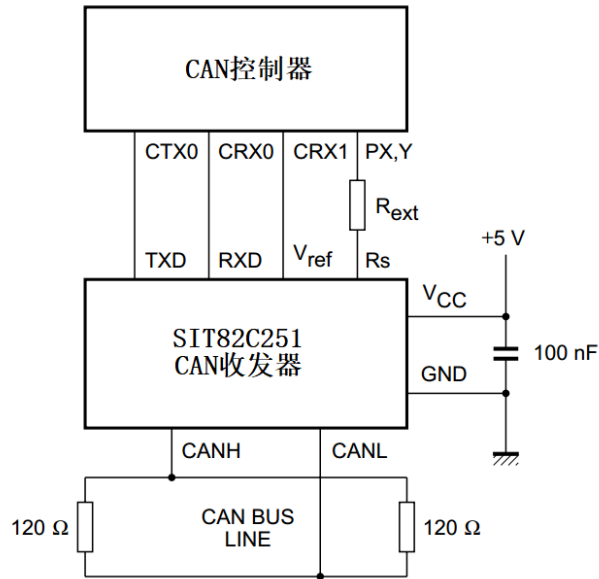 CAN控制器
CTX0 CRX0 CRX1 PX,Y
Rext
TXD RXD Vref Rs
+5 V
VCC
SIT82C251
CAN收发器
100 nF
GND
CANH CANL
120 Ω
CAN BUS
LINE
120 Ω